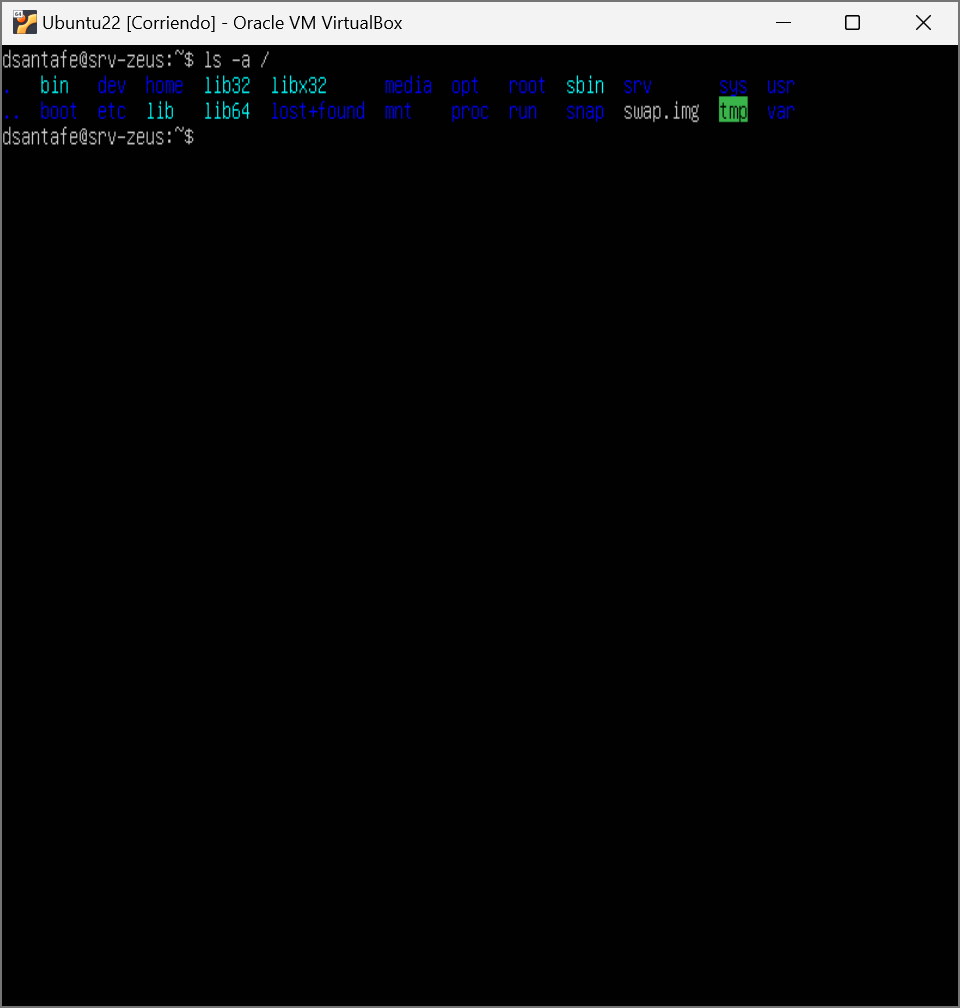 Ubuntu22 [Corriendo] - Oracle VM VirtualBox
dsantafe@srv-zeus:~$ ls -a /
. bin dev home lib32 libx32 media opt root sbin srv sys usr
.. boot etc lib lib64 lost+found mnt proc run snap swap.img tmp var
dsantafe@srv-zeus:~$